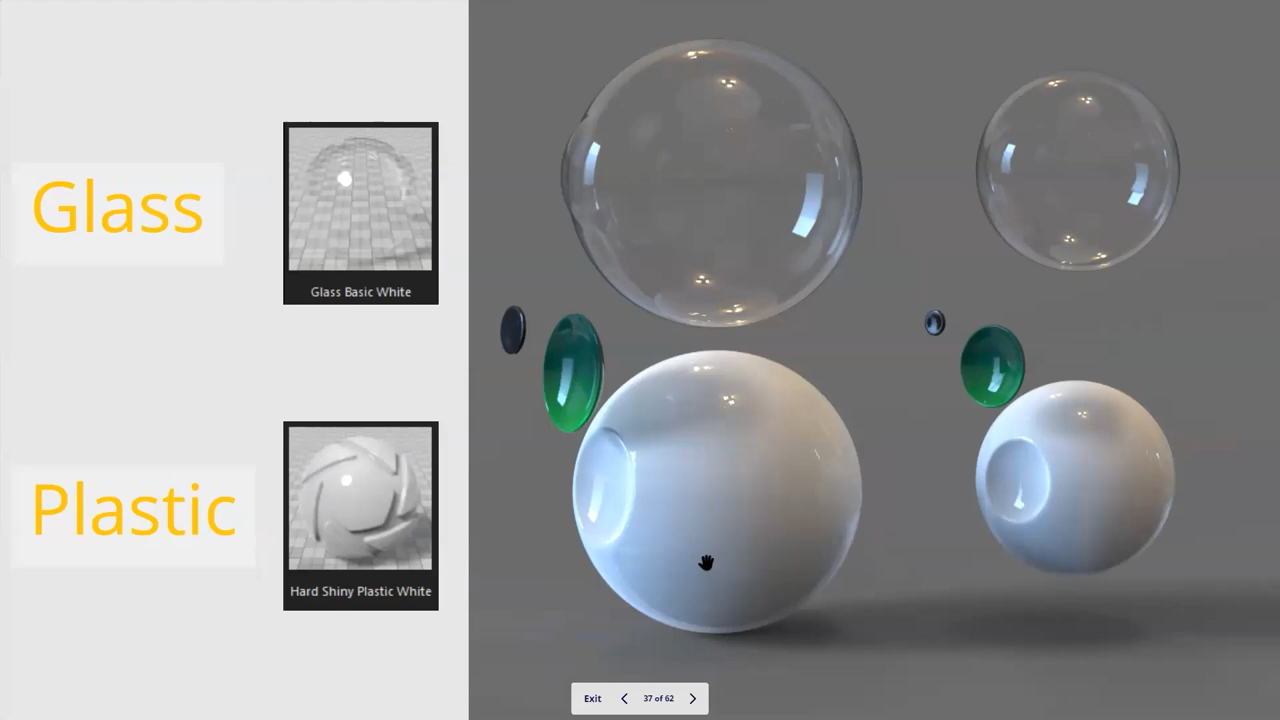 Glass
Glass Basic White
Plastic
Hard Shiny Plastic White
Exit
37 of 62